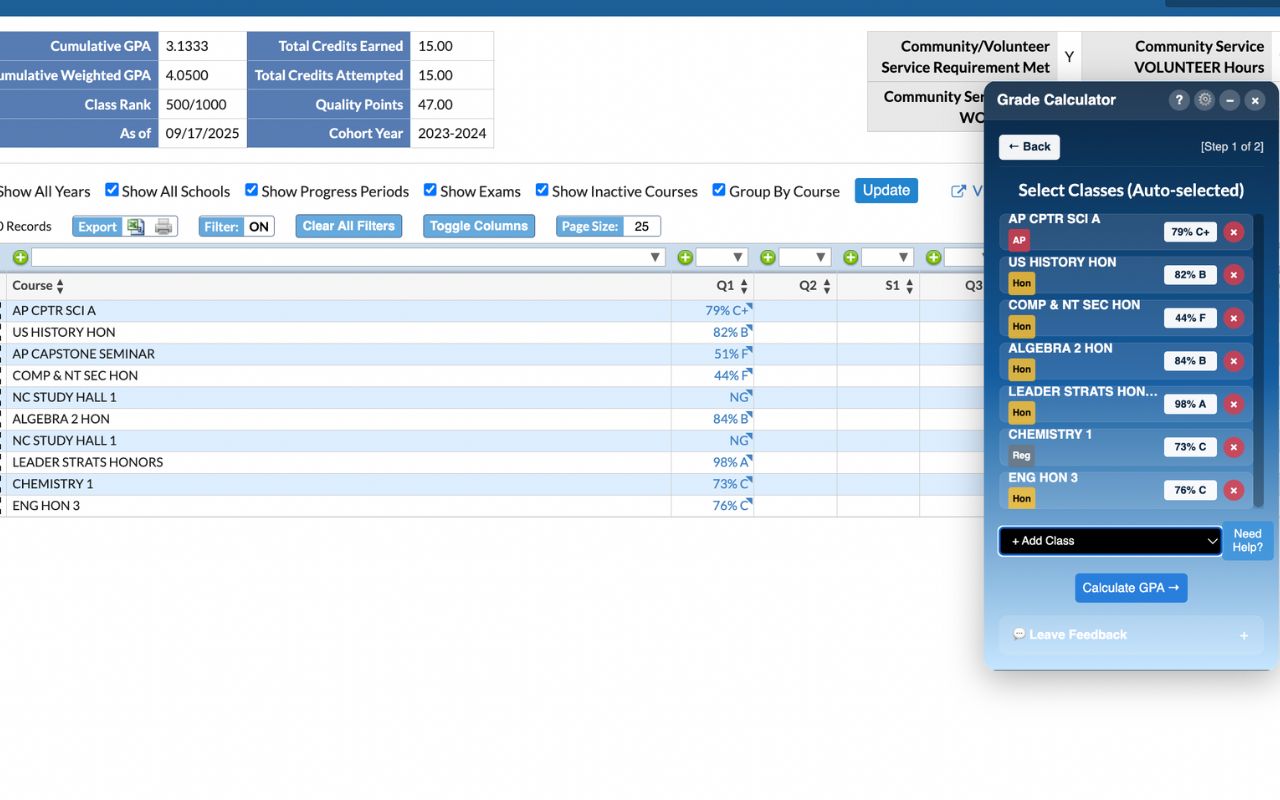 Cumulative GPA 3.1333 Total Credits Earned 15.00
Cumulative Weighted GPA 4.0500 Total Credits Attempted 15.00
Class Rank 500/1000 Quality Points 47.00
As of 09/17/2025 Cohort Year 2023-2024
Community/Volunteer Service Requirement Met Y Community Service VOLUNTEER Hours
Community Ser
WO
Show All Years Show All Schools Show Progress Periods Show Exams Show Inactive Courses Group By Course Update V
0 Records Export Filter: ON Clear All Filters Toggle Columns Page Size: 25
Course Q1 Q2 S1 Q3
AP CPTR SCI A 79% C+
US HISTORY HON 82% B
AP CAPSTONE SEMINAR 51% F
COMP & NT SEC HON 44% F
NC STUDY HALL 1 NG
ALGEBRA 2 HON 84% B
NC STUDY HALL 1 NG
LEADER STRATS HONORS 98% A
CHEMISTRY 1 73% C
ENG HON 3 76% C
Grade Calculator ? − ×
← Back [Step 1 of 2]
Select Classes (Auto-selected)
AP CPTR SCI A
AP 79% C+ ×
US HISTORY HON
Hon 82% B ×
COMP & NT SEC HON
Hon 44% F ×
ALGEBRA 2 HON
Hon 84% B ×
LEADER STRATS HON...
Hon 98% A ×
CHEMISTRY 1
Reg 73% C ×
ENG HON 3
Hon 76% C ×
+ Add Class
Need Help?
Calculate GPA →
💬 Leave Feedback +